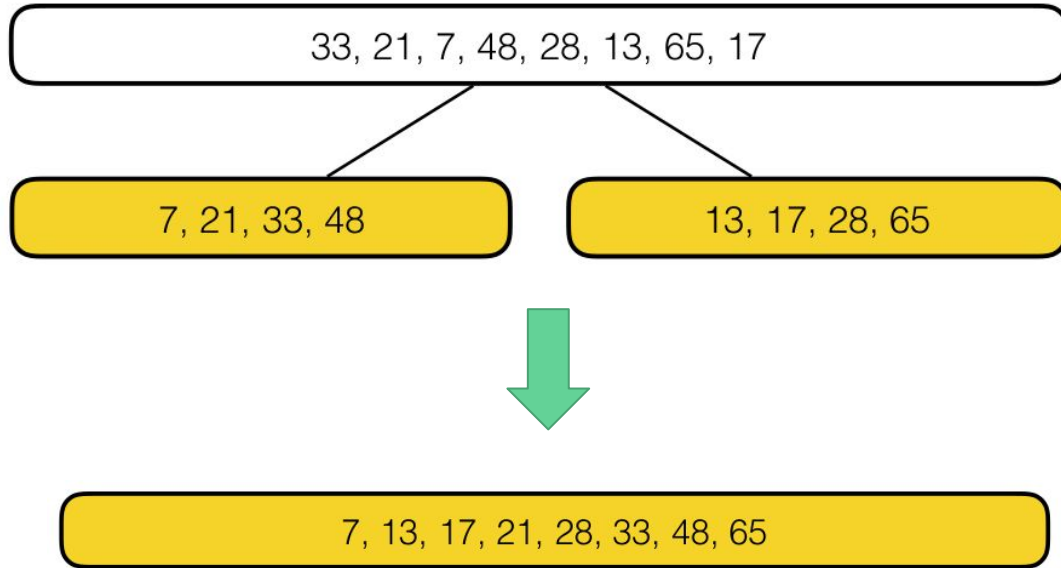 33, 21, 7, 48, 28, 13, 65, 17
7, 21, 33, 48
13, 17, 28, 65
7, 13, 17, 21, 28, 33, 48, 65